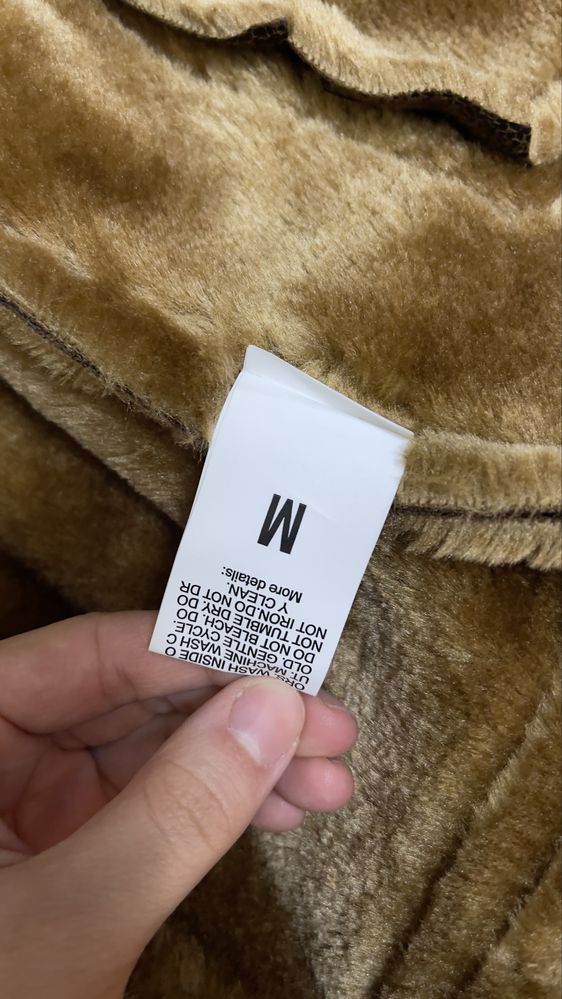 ORS. WASH INSIDE O
UT. MACHINE WASH C
OLD, GENTLE CYCLE.
DO NOT BLEACH, DO
NOT TUMBLE DRY, DO
NOT IRON.DO NOT DR
Y CLEAN.
More details:
M